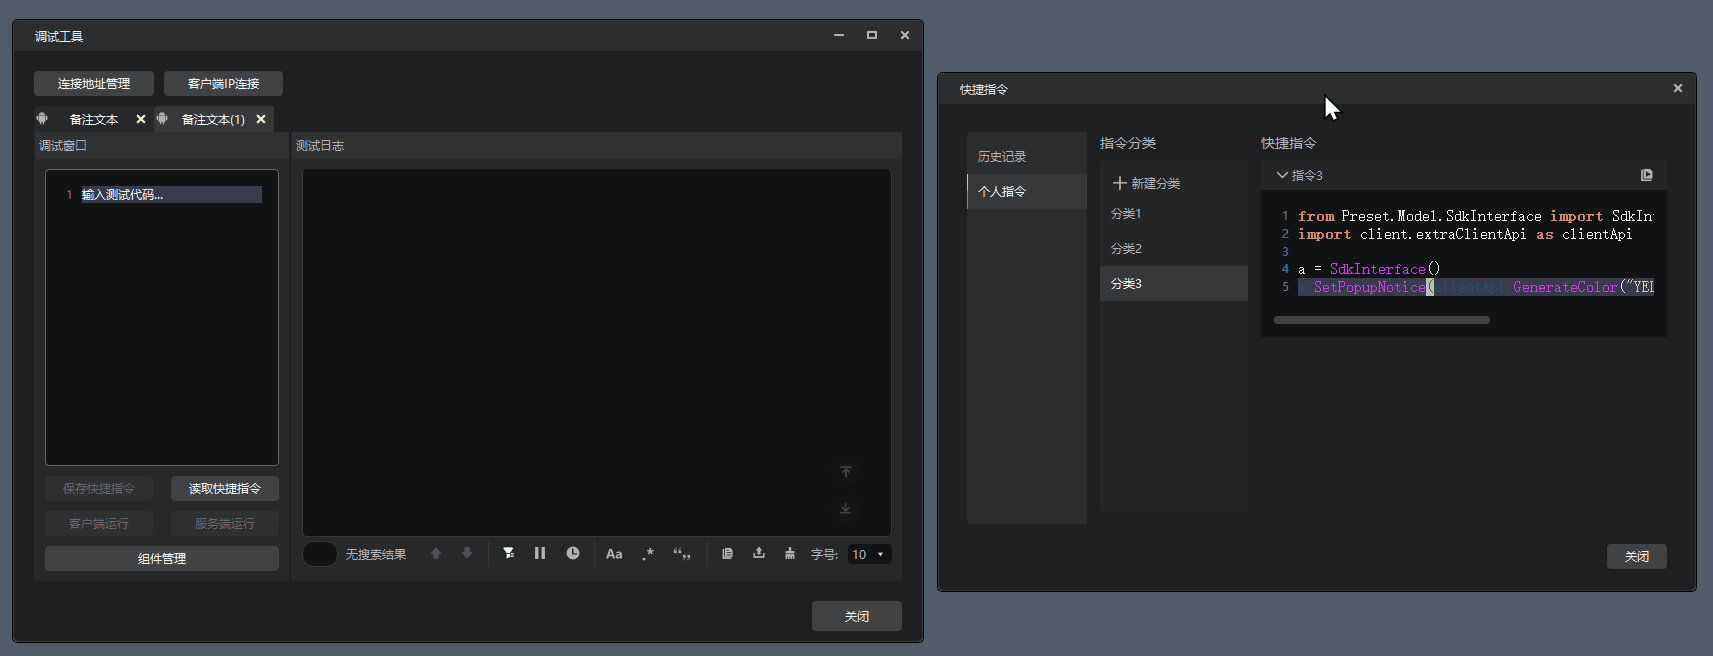 调试工具
连接地址管理 客户端IP连接
备注文本 备注文本(1)
调试窗口
测试日志
1 输入测试代码...
保存快捷指令 读取快捷指令
客户端运行 服务端运行
组件管理
无搜索结果
Aa .* “„ 字号: 10
关闭
快捷指令
历史记录
个人指令
指令分类
新建分类
分类1
分类2
分类3
快捷指令
指令3
1 from Preset.Model.SdkInterface import SdkIn
2 import client.extraClientApi as clientApi
3
4 a = SdkInterface()
5 a.SetPopupNotice(clientApi.GenerateColor("YEL
关闭